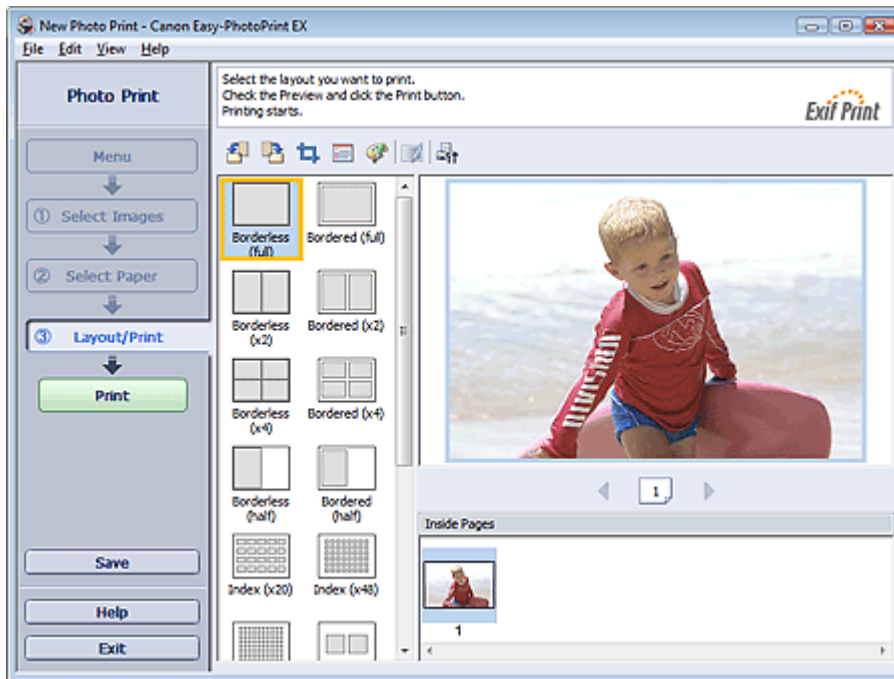 New Photo Print - Canon Easy-PhotoPrint EX
File Edit View Help
Photo Print
Menu
① Select Images
② Select Paper
③ Layout/Print
Print
Save
Help
Exit
Select the layout you want to print.
Check the Preview and click the Print button.
Printing starts.
Exif Print
Borderless
(full)
Bordered (full)
Borderless
(x2)
Bordered (x2)
Borderless
(x4)
Bordered (x4)
Borderless
(half)
Bordered
(half)
Index (x20)
Index (x48)
1
Inside Pages
1